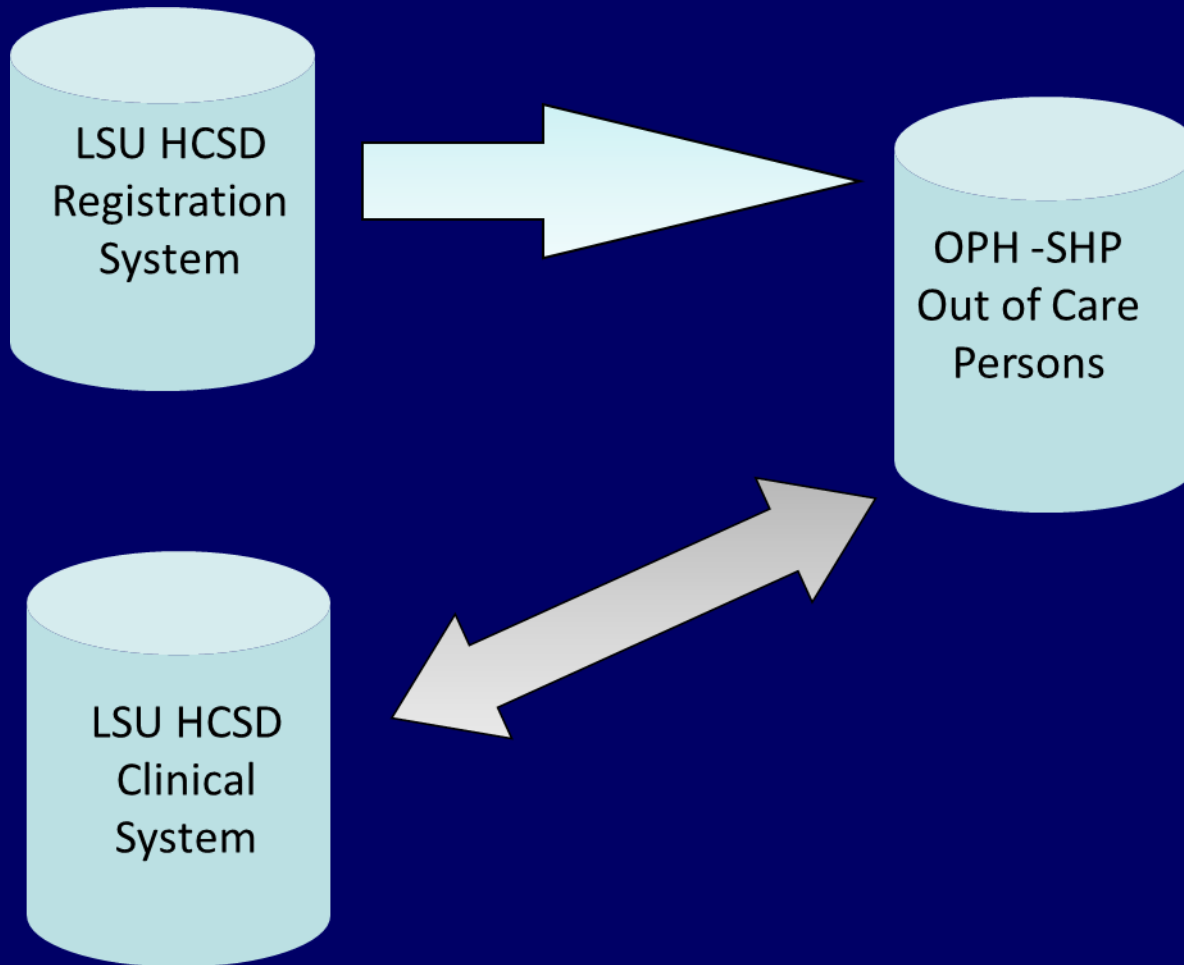 LSU HCSD
Registration
System
OPH -SHP
Out of Care
Persons
LSU HCSD
Clinical
System